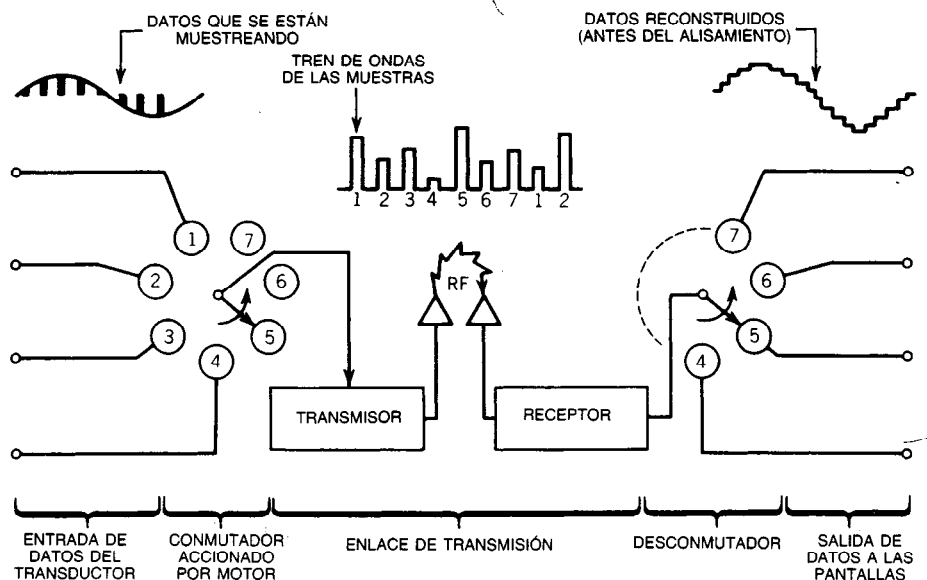 DATOS QUE SE ESTÁN
MUESTREANDO
TREN DE ONDAS
DE LAS MUESTRAS
DATOS RECONSTRUIDOS
(ANTES DEL ALISAMIENTO)
1 2 3 4 5 6 7 1 2
1
7
2
6
3
5
4
RF
7
6
5
4
TRANSMISOR
RECEPTOR
ENTRADA DE
DATOS DEL
TRANSDUCTOR
CONMUTADOR
ACCIONADO
POR MOTOR
ENLACE DE TRANSMISIÓN
DESCONMUTADOR
SALIDA DE
DATOS A LAS
PANTALLAS